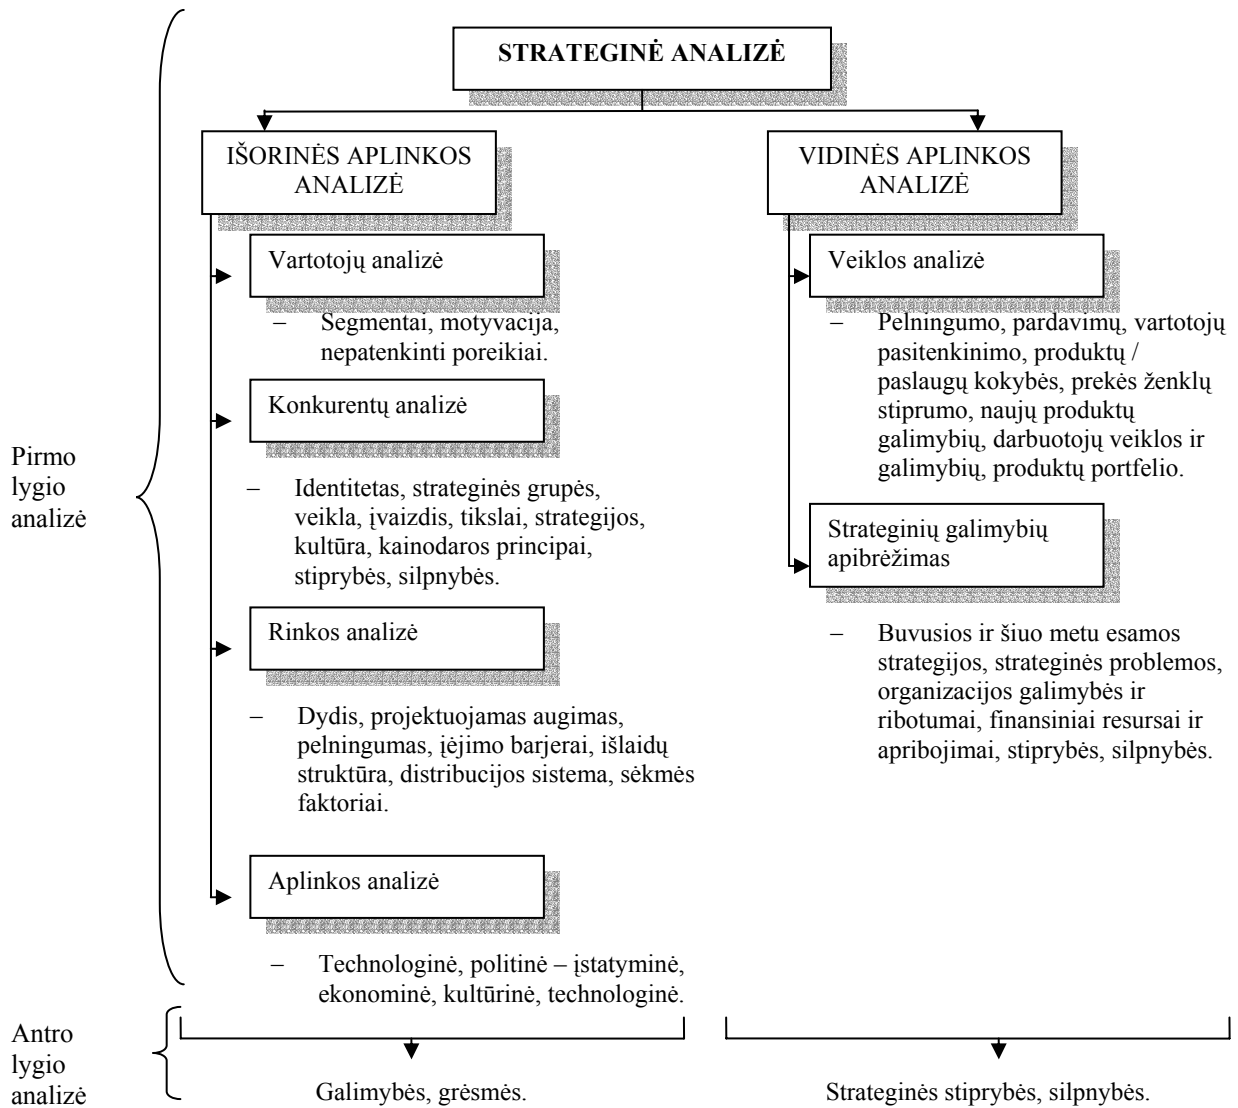 STRATEGINĖ ANALIZĖ
IŠORINĖS APLINKOS
ANALIZĖ
Vartotojų analizė
– Segmentai, motyvacija,
nepatenkinti poreikiai.
Konkurentų analizė
– Identitetas, strateginės grupės,
veikla, įvaizdis, tikslai, strategijos,
kultūra, kainodaros principai,
stiprybės, silpnybės.
Rinkos analizė
– Dydis, projektuojamas augimas,
pelningumas, įėjimo barjerai, išlaidų
struktūra, distribucijos sistema, sėkmės
faktoriai.
Aplinkos analizė
– Technologinė, politinė – įstatyminė,
ekonominė, kultūrinė, technologinė.
VIDINĖS APLINKOS
ANALIZĖ
Veiklos analizė
– Pelningumo, pardavimų, vartotojų
pasitenkinimo, produktų /
paslaugų kokybės, prekės ženklų
stiprumo, naujų produktų
galimybių, darbuotojų veiklos ir
galimybių, produktų portfelio.
Strateginių galimybių
apibrėžimas
– Buvusios ir šiuo metu esamos
strategijos, strateginės problemos,
organizacijos galimybės ir
ribotumai, finansiniai resursai ir
apribojimai, stiprybės, silpnybės.
Pirmo
lygio
analizė
Antro
lygio
analizė
Galimybės, grėsmės.
Strateginės stiprybės, silpnybės.